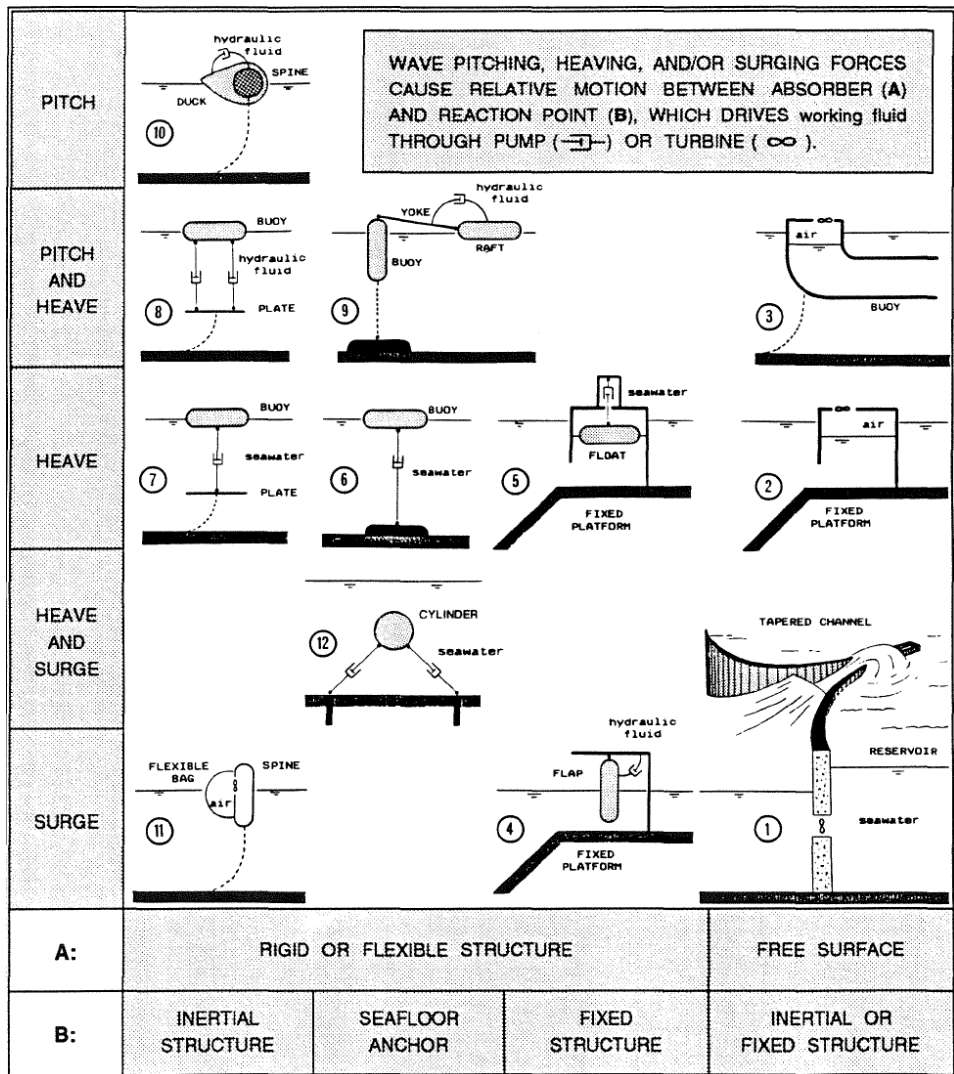 PITCH
hydraulic
fluid
SPINE
DUCK
10
WAVE PITCHING, HEAVING, AND/OR SURGING FORCES
CAUSE RELATIVE MOTION BETWEEN ABSORBER (A)
AND REACTION POINT (B), WHICH DRIVES working fluid
THROUGH PUMP ( ) OR TURBINE ( ∞ ).
PITCH
AND
HEAVE
BUOY
hydraulic
fluid
PLATE
8
YOKE
hydraulic
fluid
RAFT
BUOY
9
air
BUOY
3
HEAVE
BUOY
seawater
PLATE
7
BUOY
seawater
6
seawater
FLOAT
5
FIXED
PLATFORM
air
2
FIXED
PLATFORM
HEAVE
AND
SURGE
CYLINDER
seawater
12
TAPERED CHANNEL
SURGE
FLEXIBLE
BAG
SPINE
air
11
hydraulic
fluid
FLAP
4
FIXED
PLATFORM
RESERVOIR
seawater
1
A:
RIGID OR FLEXIBLE STRUCTURE
FREE SURFACE
B:
INERTIAL
STRUCTURE
SEAFLOOR
ANCHOR
FIXED
STRUCTURE
INERTIAL OR
FIXED STRUCTURE